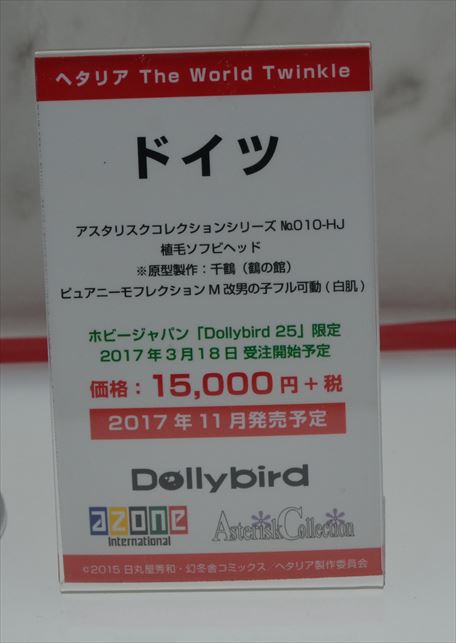 ヘタリア The World Twinkle
ドイツ
アスタリスクコレクションシリーズ №010-HJ
植毛ソフビヘッド
※原型製作：千鶴（鶴の館）
ピュアニーモフレクション M 改男の子フル可動（白肌）
ホビージャパン「Dollybird 25」限定
2017年3月18日 受注開始予定
価格：15,000円＋税
2017年11月発売予定
Dollybird
azone
international
Asterisk Collection
©2015 日丸屋秀和・幻冬舎コミックス／ヘタリア製作委員会